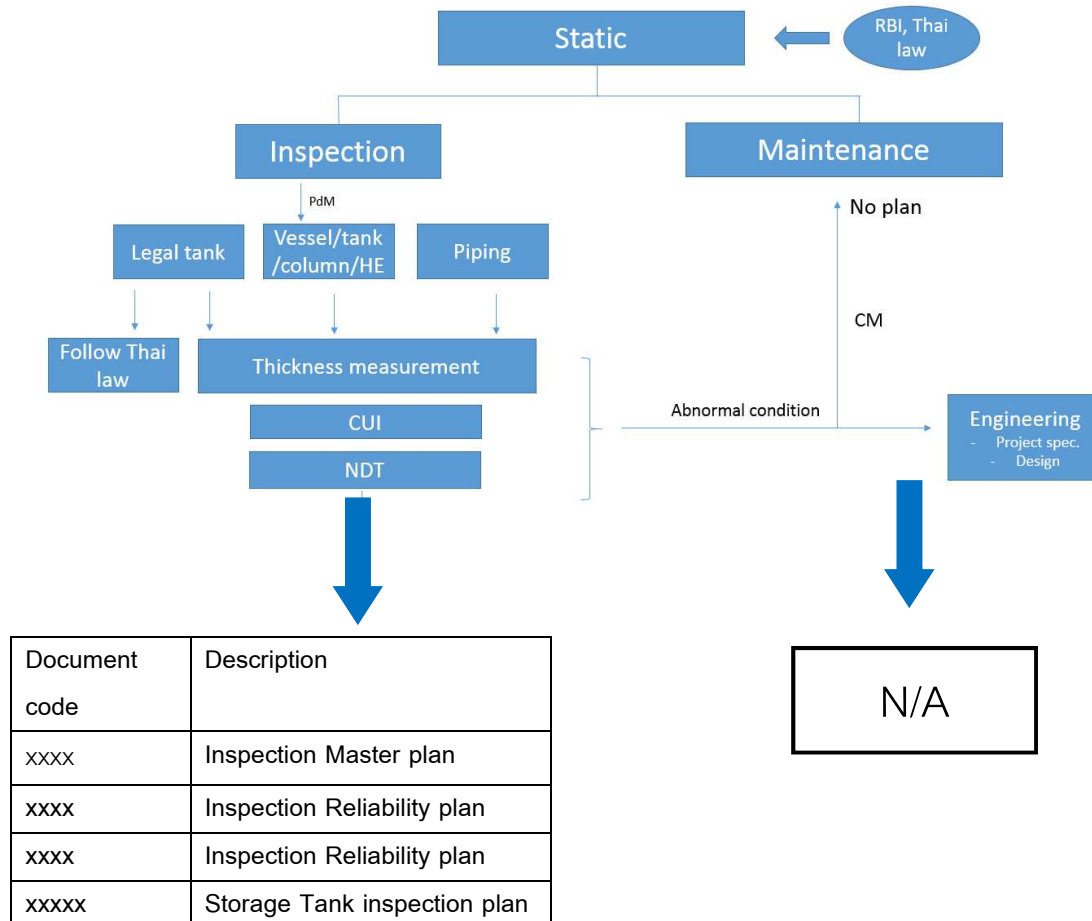 Static
RBI, Thai
law
Inspection
Maintenance
PdM
No plan
Legal tank
Vessel/tank
/column/HE
Piping
CM
Follow Thai
law
Thickness measurement
Abnormal condition
CUI
Engineering
- Project spec.
- Design
NDT
Document
code
Description
xxxx
Inspection Master plan
xxxx
Inspection Reliability plan
xxxx
Inspection Reliability plan
xxxxx
Storage Tank inspection plan
N/A